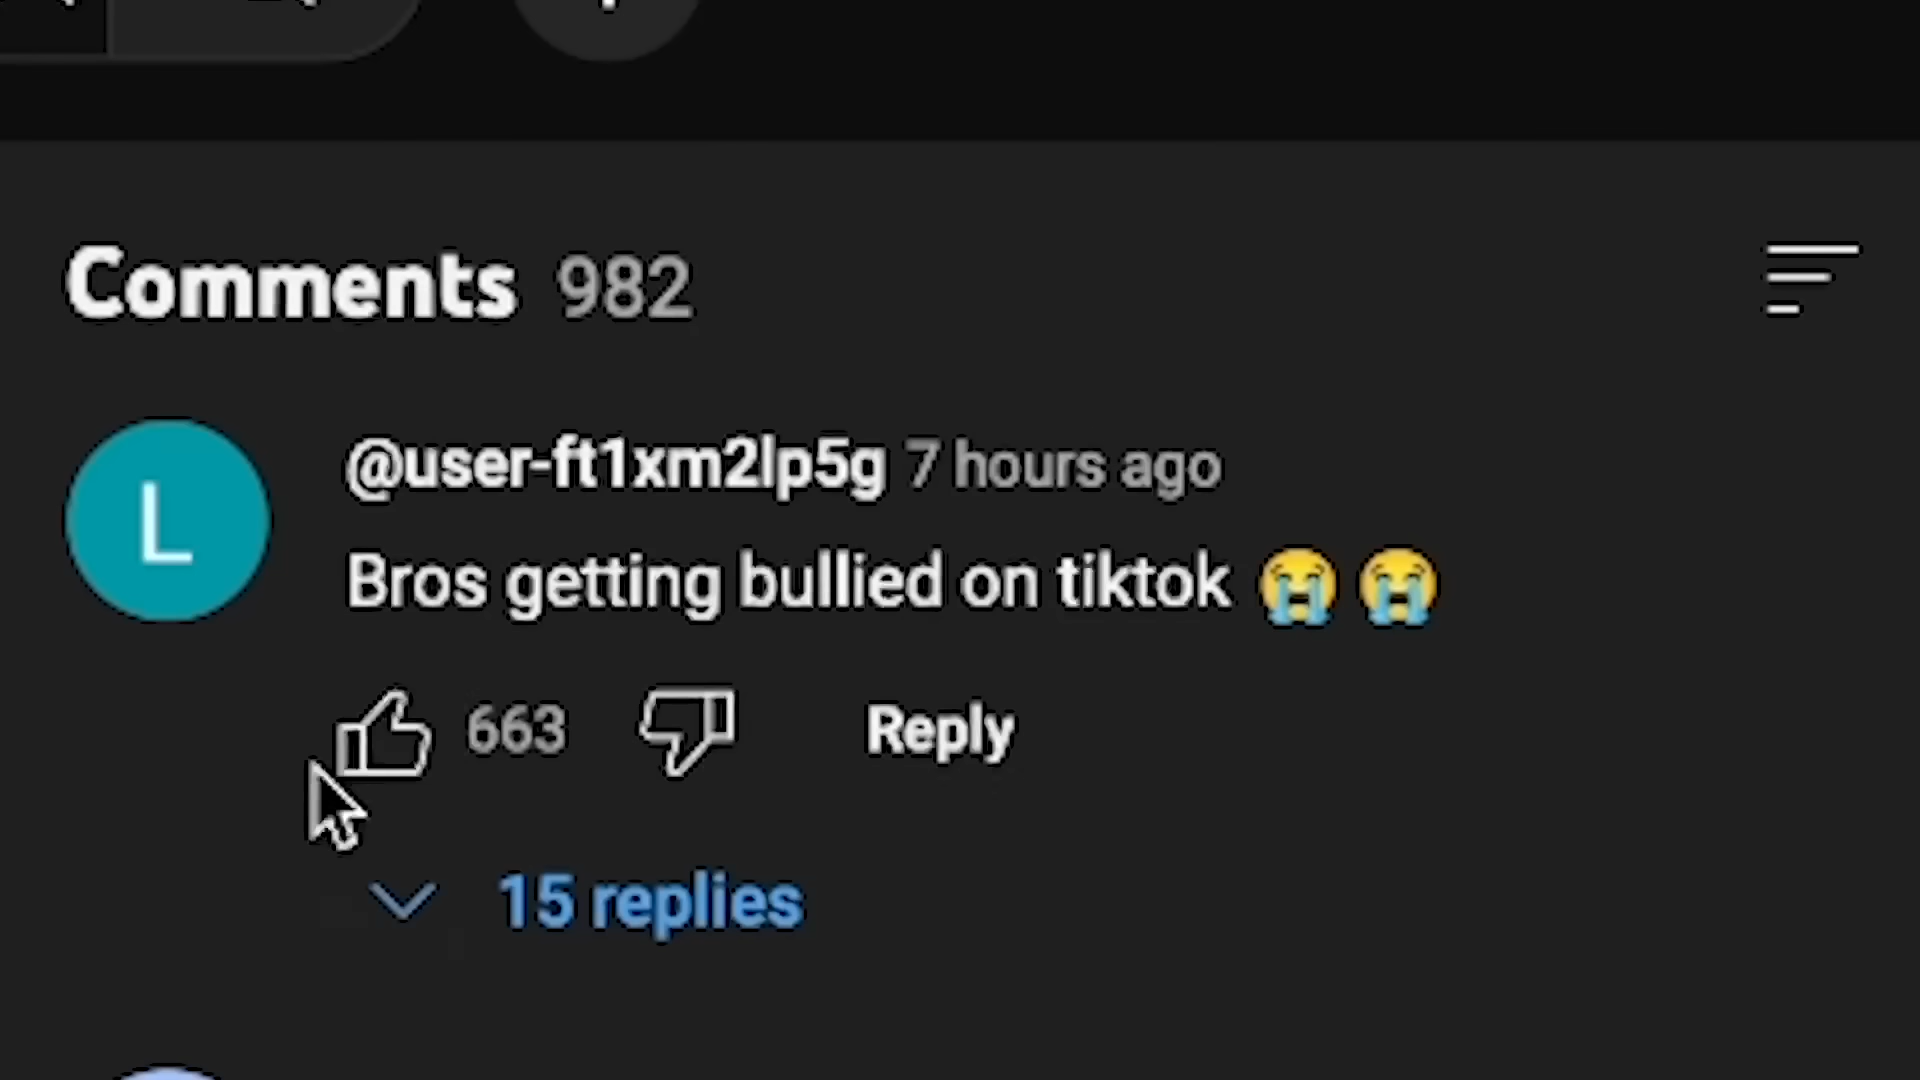 Comments 982
L
@user-ft1xm2lp5g 7 hours ago
Bros getting bullied on tiktok 😭😭
663 Reply
15 replies